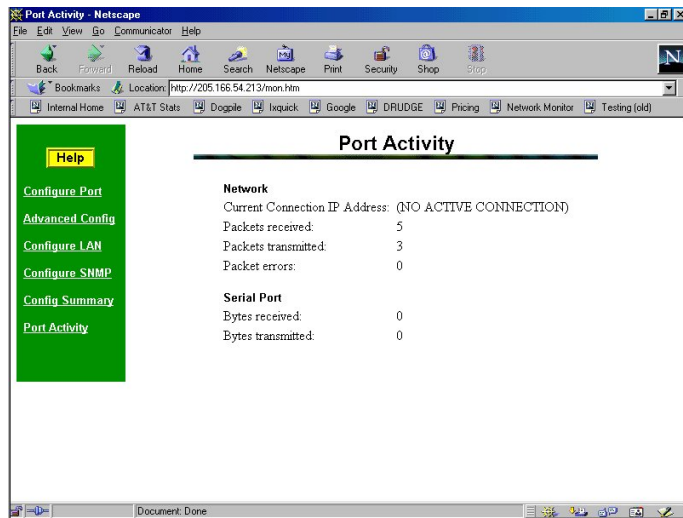 Port Activity - Netscape
File Edit View Go Communicator Help
Back Forward Reload Home Search Netscape Print Security Shop Stop
N
Bookmarks Location: http://205.166.54.213/mon.htm
Internal Home AT&T Stats Dogpile Ixquick Google DRUDGE Pricing Network Monitor Testing (old)
Help
Configure Port
Advanced Config
Configure LAN
Configure SNMP
Config Summary
Port Activity
Port Activity
Network
Current Connection IP Address: (NO ACTIVE CONNECTION)
Packets received: 5
Packets transmitted: 3
Packet errors: 0
Serial Port
Bytes received: 0
Bytes transmitted: 0
Document: Done